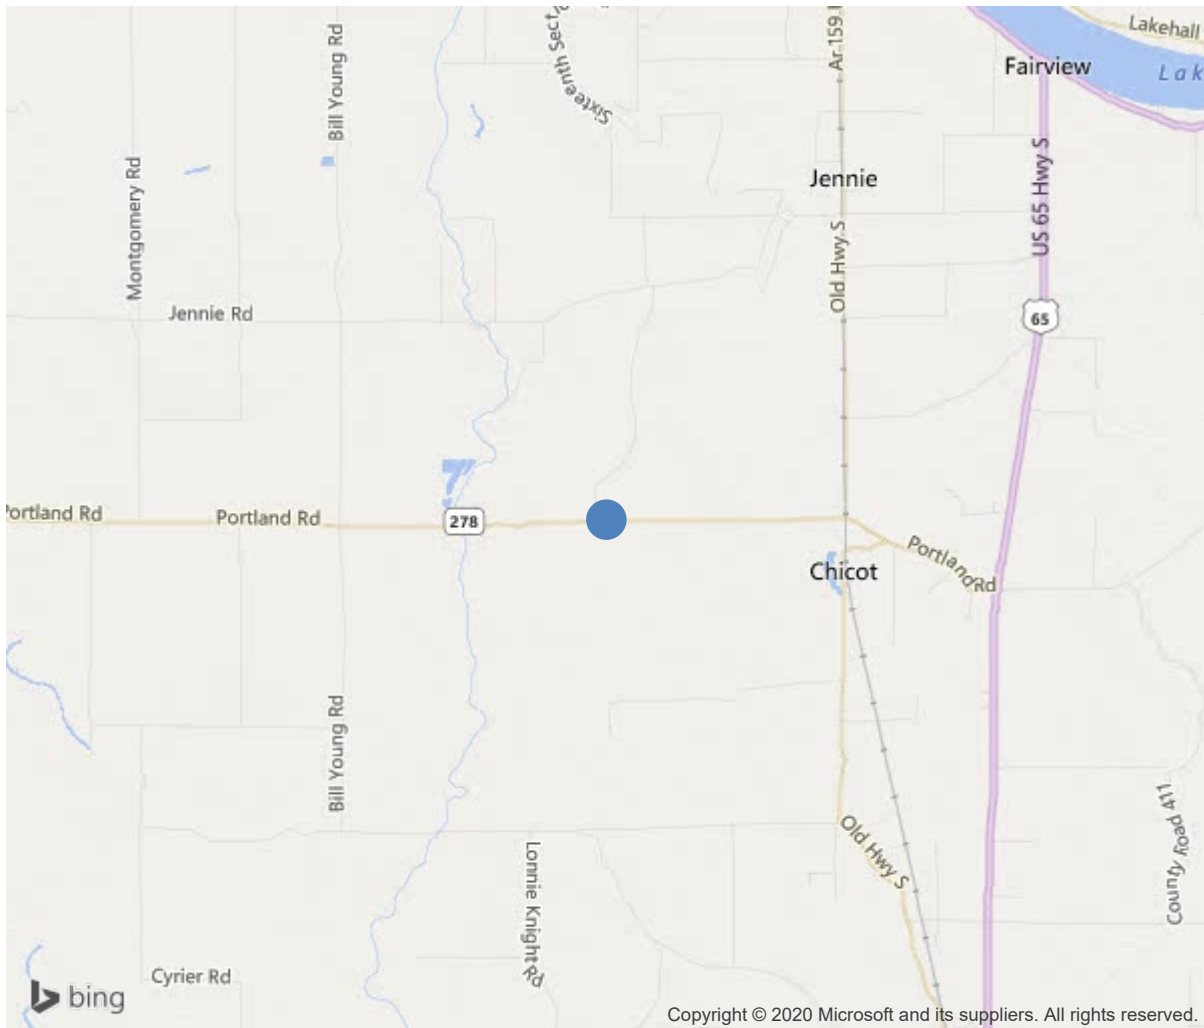 Lakehall
Bill Young Rd
Sixteenth Sect
Ar 159
Fairview
Lak
Montgomery Rd
Jennie
US 65 Hwy S
Old Hwy S
Jennie Rd
65
Portland Rd
Portland Rd
278
Portland Rd
Chicot
Bill Young Rd
Old Hwy S
County Road 411
Lonnie Knight Rd
Cyrier Rd
bing
Copyright © 2020 Microsoft and its suppliers. All rights reserved.